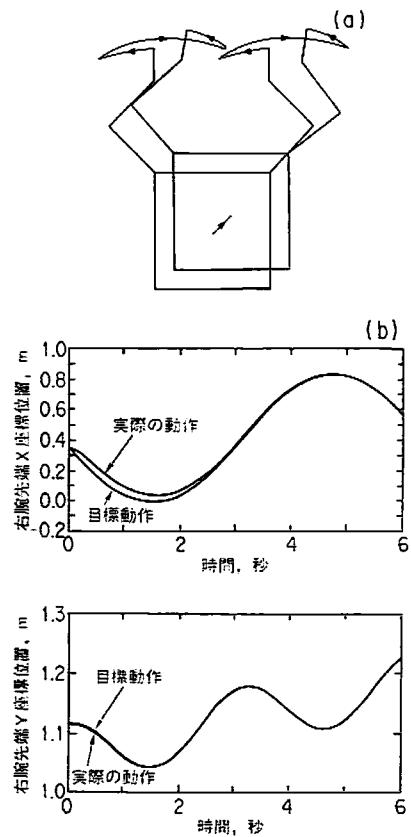 (a)
(b)
右腕先端X座標位置, m
1.0
0.8
0.6
0.4
0.2
0.0
-0.2
実際の動作
目標動作
0 2 4 6
時間, 秒
右腕先端Y座標位置, m
1.3
1.2
1.1
1.0
目標動作
実際の動作
0 2 4 6
時間, 秒